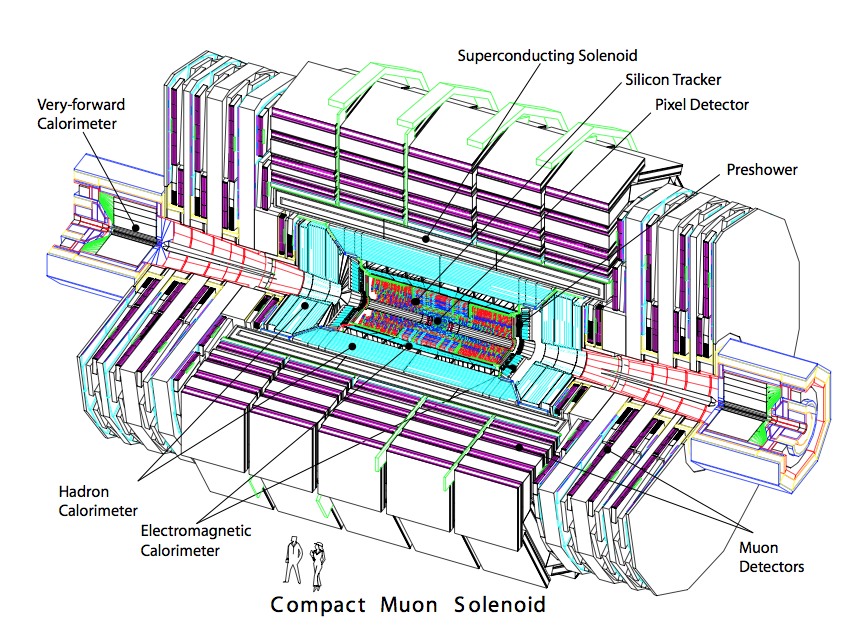 Superconducting Solenoid
Silicon Tracker
Pixel Detector
Very-forward
Calorimeter
Preshower
Hadron
Calorimeter
Electromagnetic
Calorimeter
Muon
Detectors
Compact Muon Solenoid